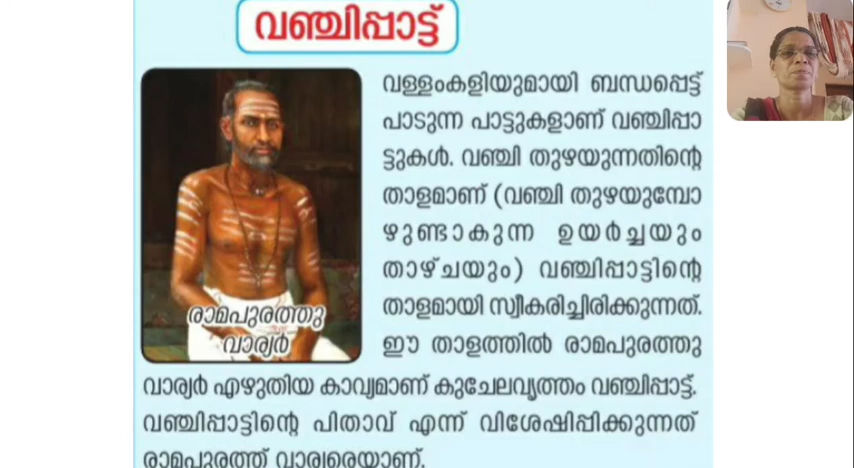 വഞ്ചിപ്പാട്ട്
വള്ളംകളിയുമായി ബന്ധപ്പെട്ട്
പാടുന്ന പാട്ടുകളാണ് വഞ്ചിപ്പാ
ട്ടുകൾ. വഞ്ചി തുഴയുന്നതിന്റെ
താളമാണ് (വഞ്ചി തുഴയുമ്പോ
ഴുണ്ടാകുന്ന ഉയർച്ചയും
താഴ്ചയും) വഞ്ചിപ്പാട്ടിന്റെ
താളമായി സ്വീകരിച്ചിരിക്കുന്നത്.
ഈ താളത്തിൽ രാമപുരത്തു
രാമപുരത്തു
വാര്യർ
വാര്യർ എഴുതിയ കാവ്യമാണ് കുചേലവൃത്തം വഞ്ചിപ്പാട്ട്.
വഞ്ചിപ്പാട്ടിന്റെ പിതാവ് എന്ന് വിശേഷിപ്പിക്കുന്നത്
രാമപുരത്ത് വാര്യരെയാണ്.